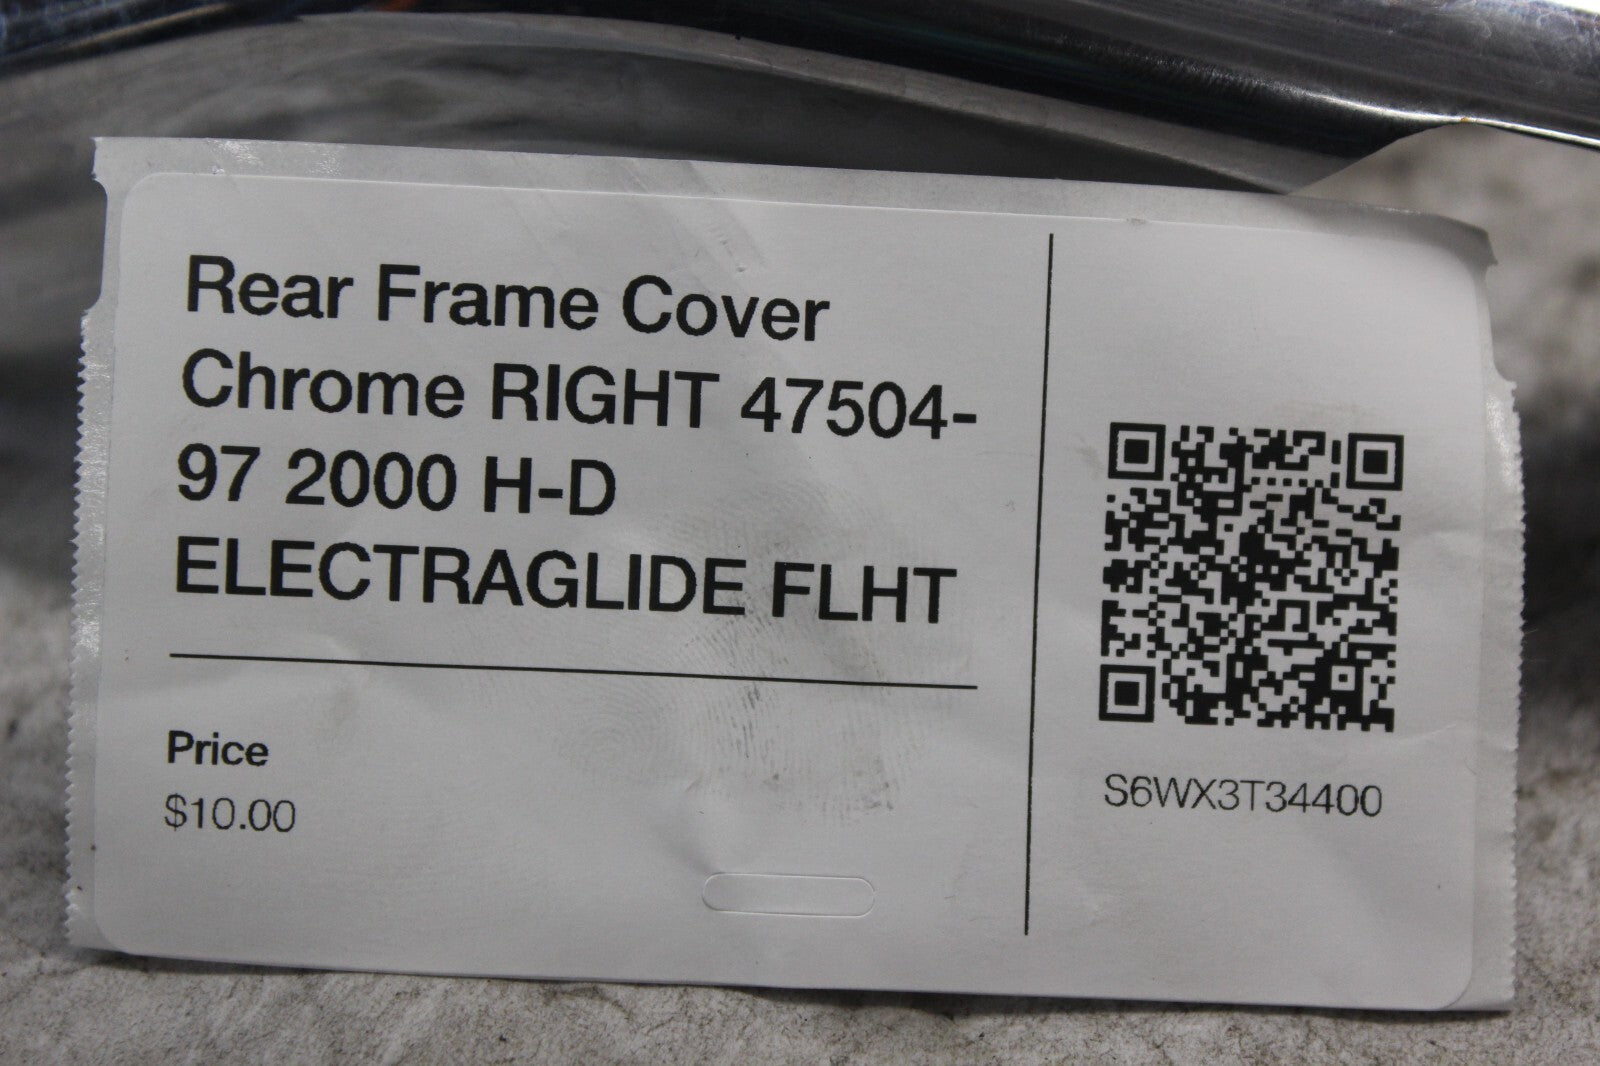 Rear Frame Cover
Chrome RIGHT 47504-
97 2000 H-D
ELECTRAGLIDE FLHT
Price
$10.00
S6WX3T34400